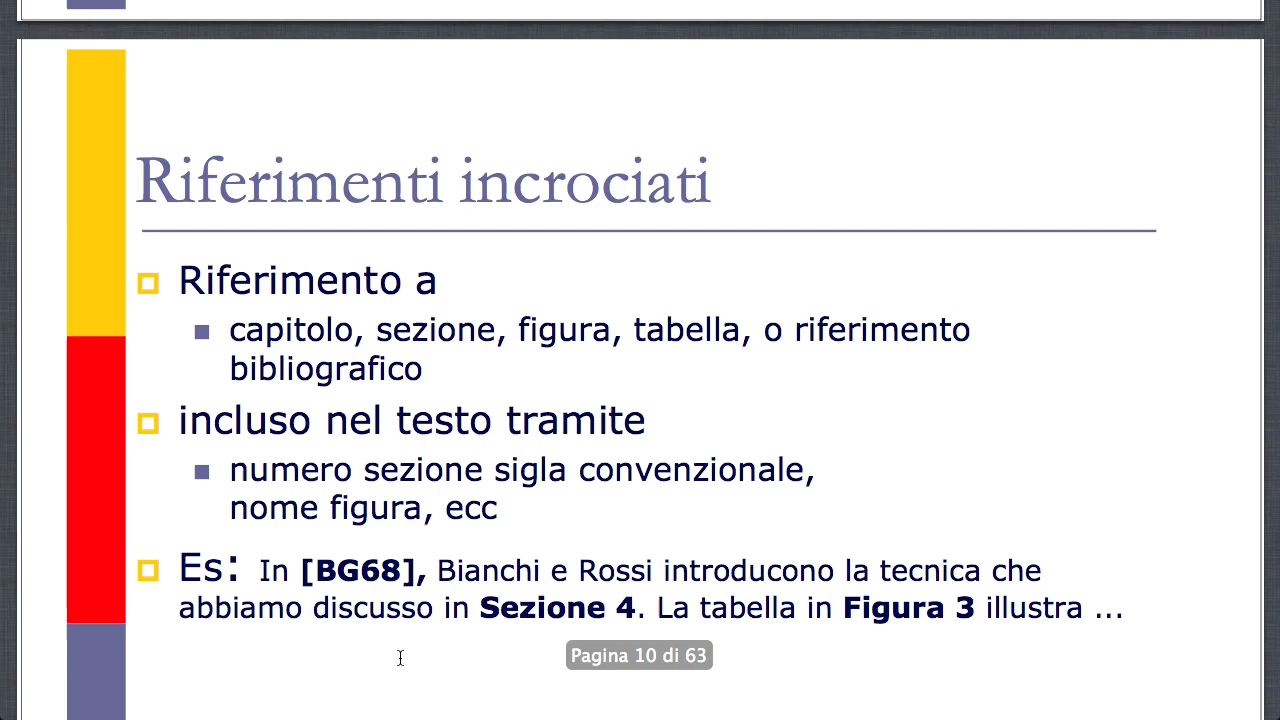 Riferimenti incrociati
Riferimento a
capitolo, sezione, figura, tabella, o riferimento
bibliografico
incluso nel testo tramite
numero sezione sigla convenzionale,
nome figura, ecc
Es: In [BG68], Bianchi e Rossi introducono la tecnica che
abbiamo discusso in Sezione 4. La tabella in Figura 3 illustra ...
Pagina 10 di 63